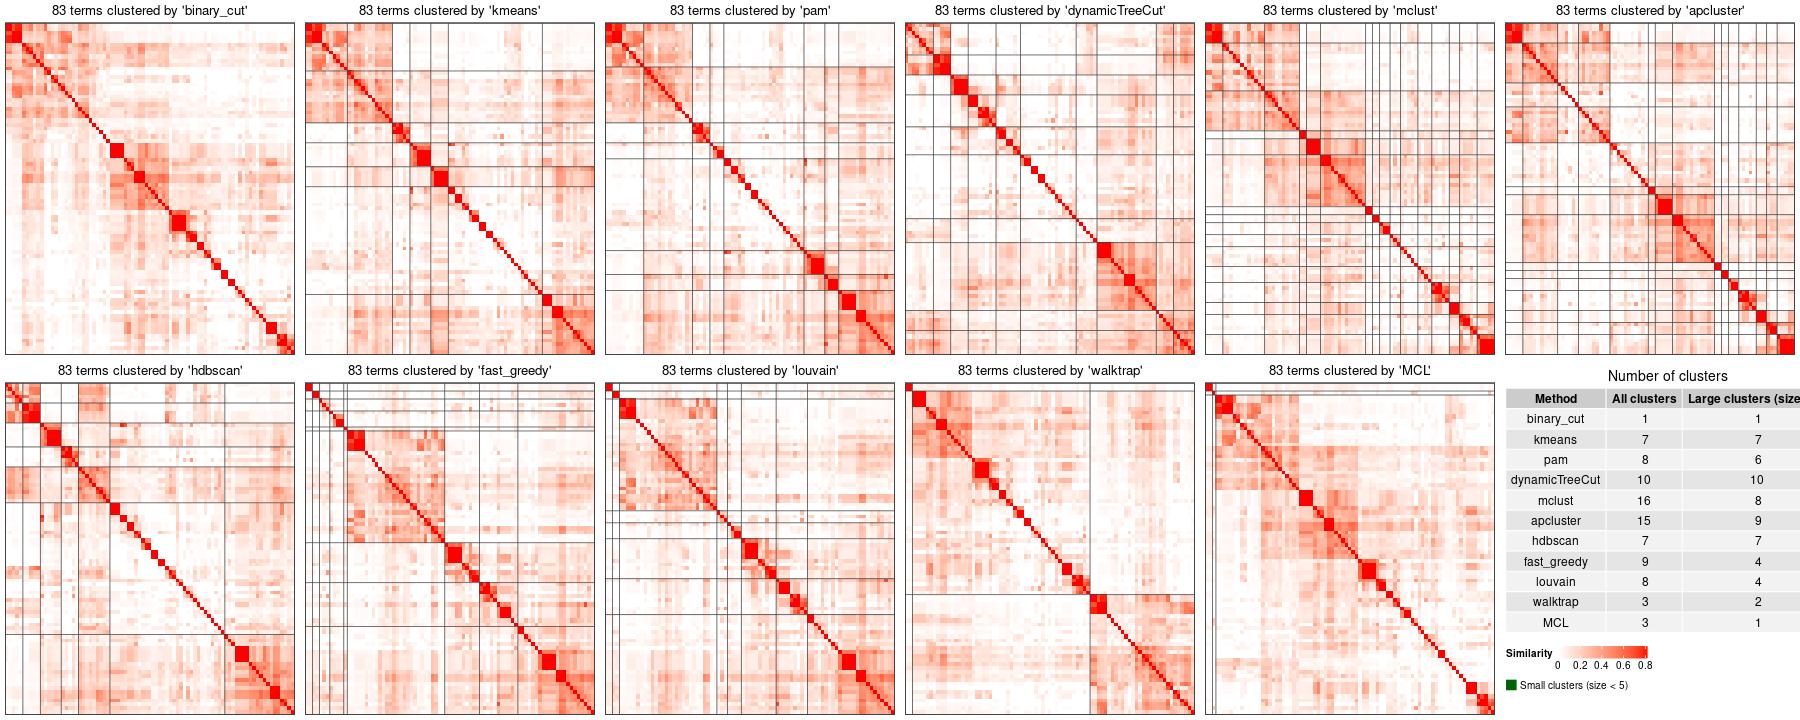 83 terms clustered by 'binary_cut'
83 terms clustered by 'kmeans'
83 terms clustered by 'pam'
83 terms clustered by 'dynamicTreeCut'
83 terms clustered by 'mclust'
83 terms clustered by 'apcluster'
83 terms clustered by 'hdbscan'
83 terms clustered by 'fast_greedy'
83 terms clustered by 'louvain'
83 terms clustered by 'walktrap'
83 terms clustered by 'MCL'
Number of clusters
Method All clusters Large clusters (size
binary_cut 1 1
kmeans 7 7
pam 8 6
dynamicTreeCut 10 10
mclust 16 8
apcluster 15 9
hdbscan 7 7
fast_greedy 9 4
louvain 8 4
walktrap 3 2
MCL 3 1
Similarity
0 0.2 0.4 0.6 0.8
Small clusters (size < 5)